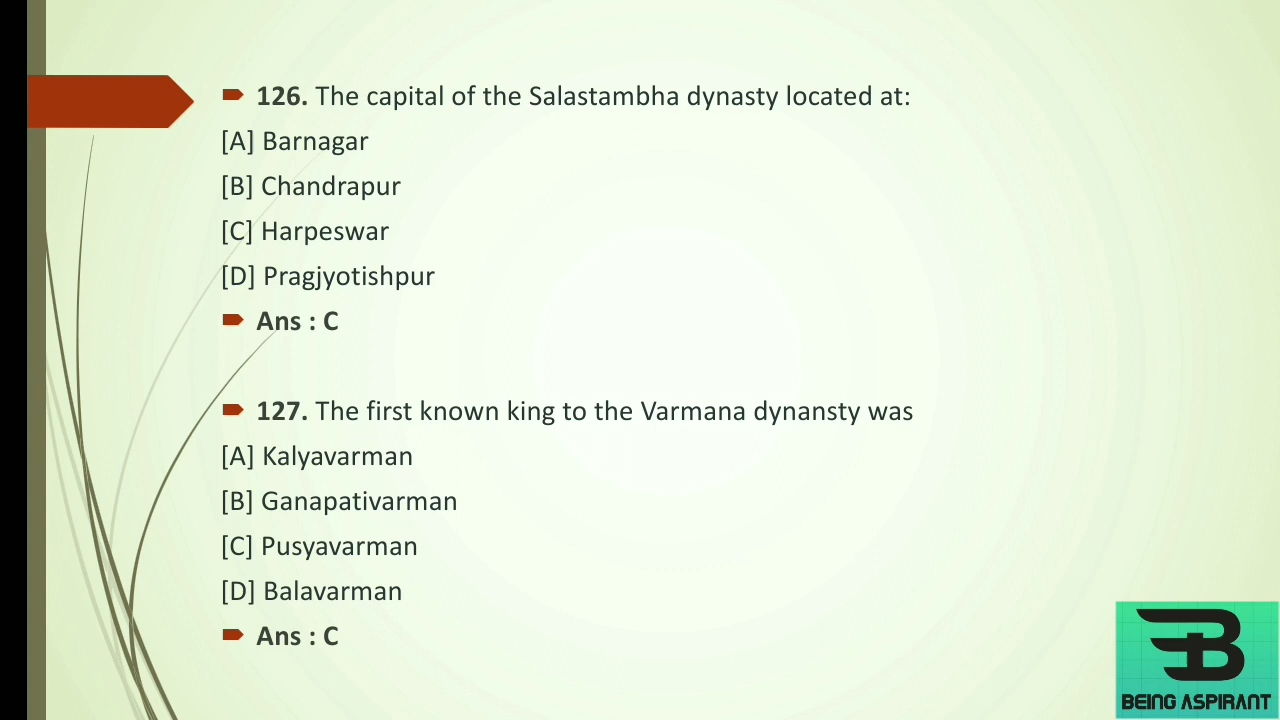 126. The capital of the Salastambha dynasty located at:
[A] Barnagar
[B] Chandrapur
[C] Harpeswar
[D] Pragjyotishpur
Ans : C
127. The first known king to the Varmana dynansty was
[A] Kalyavarman
[B] Ganapativarman
[C] Pusyavarman
[D] Balavarman
Ans : C
B
BEING ASPIRANT